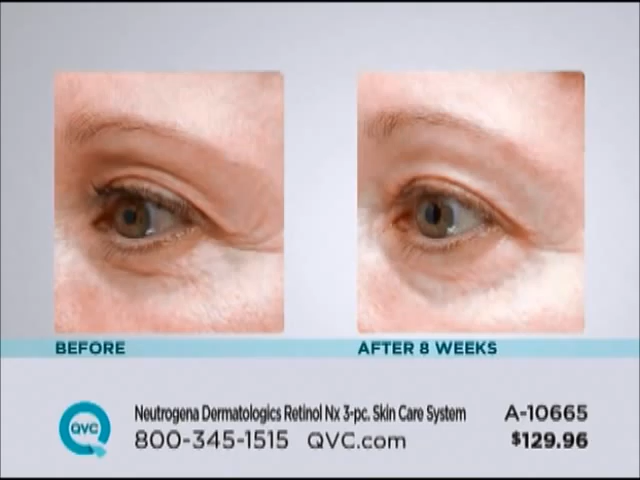 BEFORE
AFTER 8 WEEKS
QVC
Neutrogena Dermatologics Retinol Nx 3-pc. Skin Care System
A-10665
800-345-1515 QVC.com
$129.96